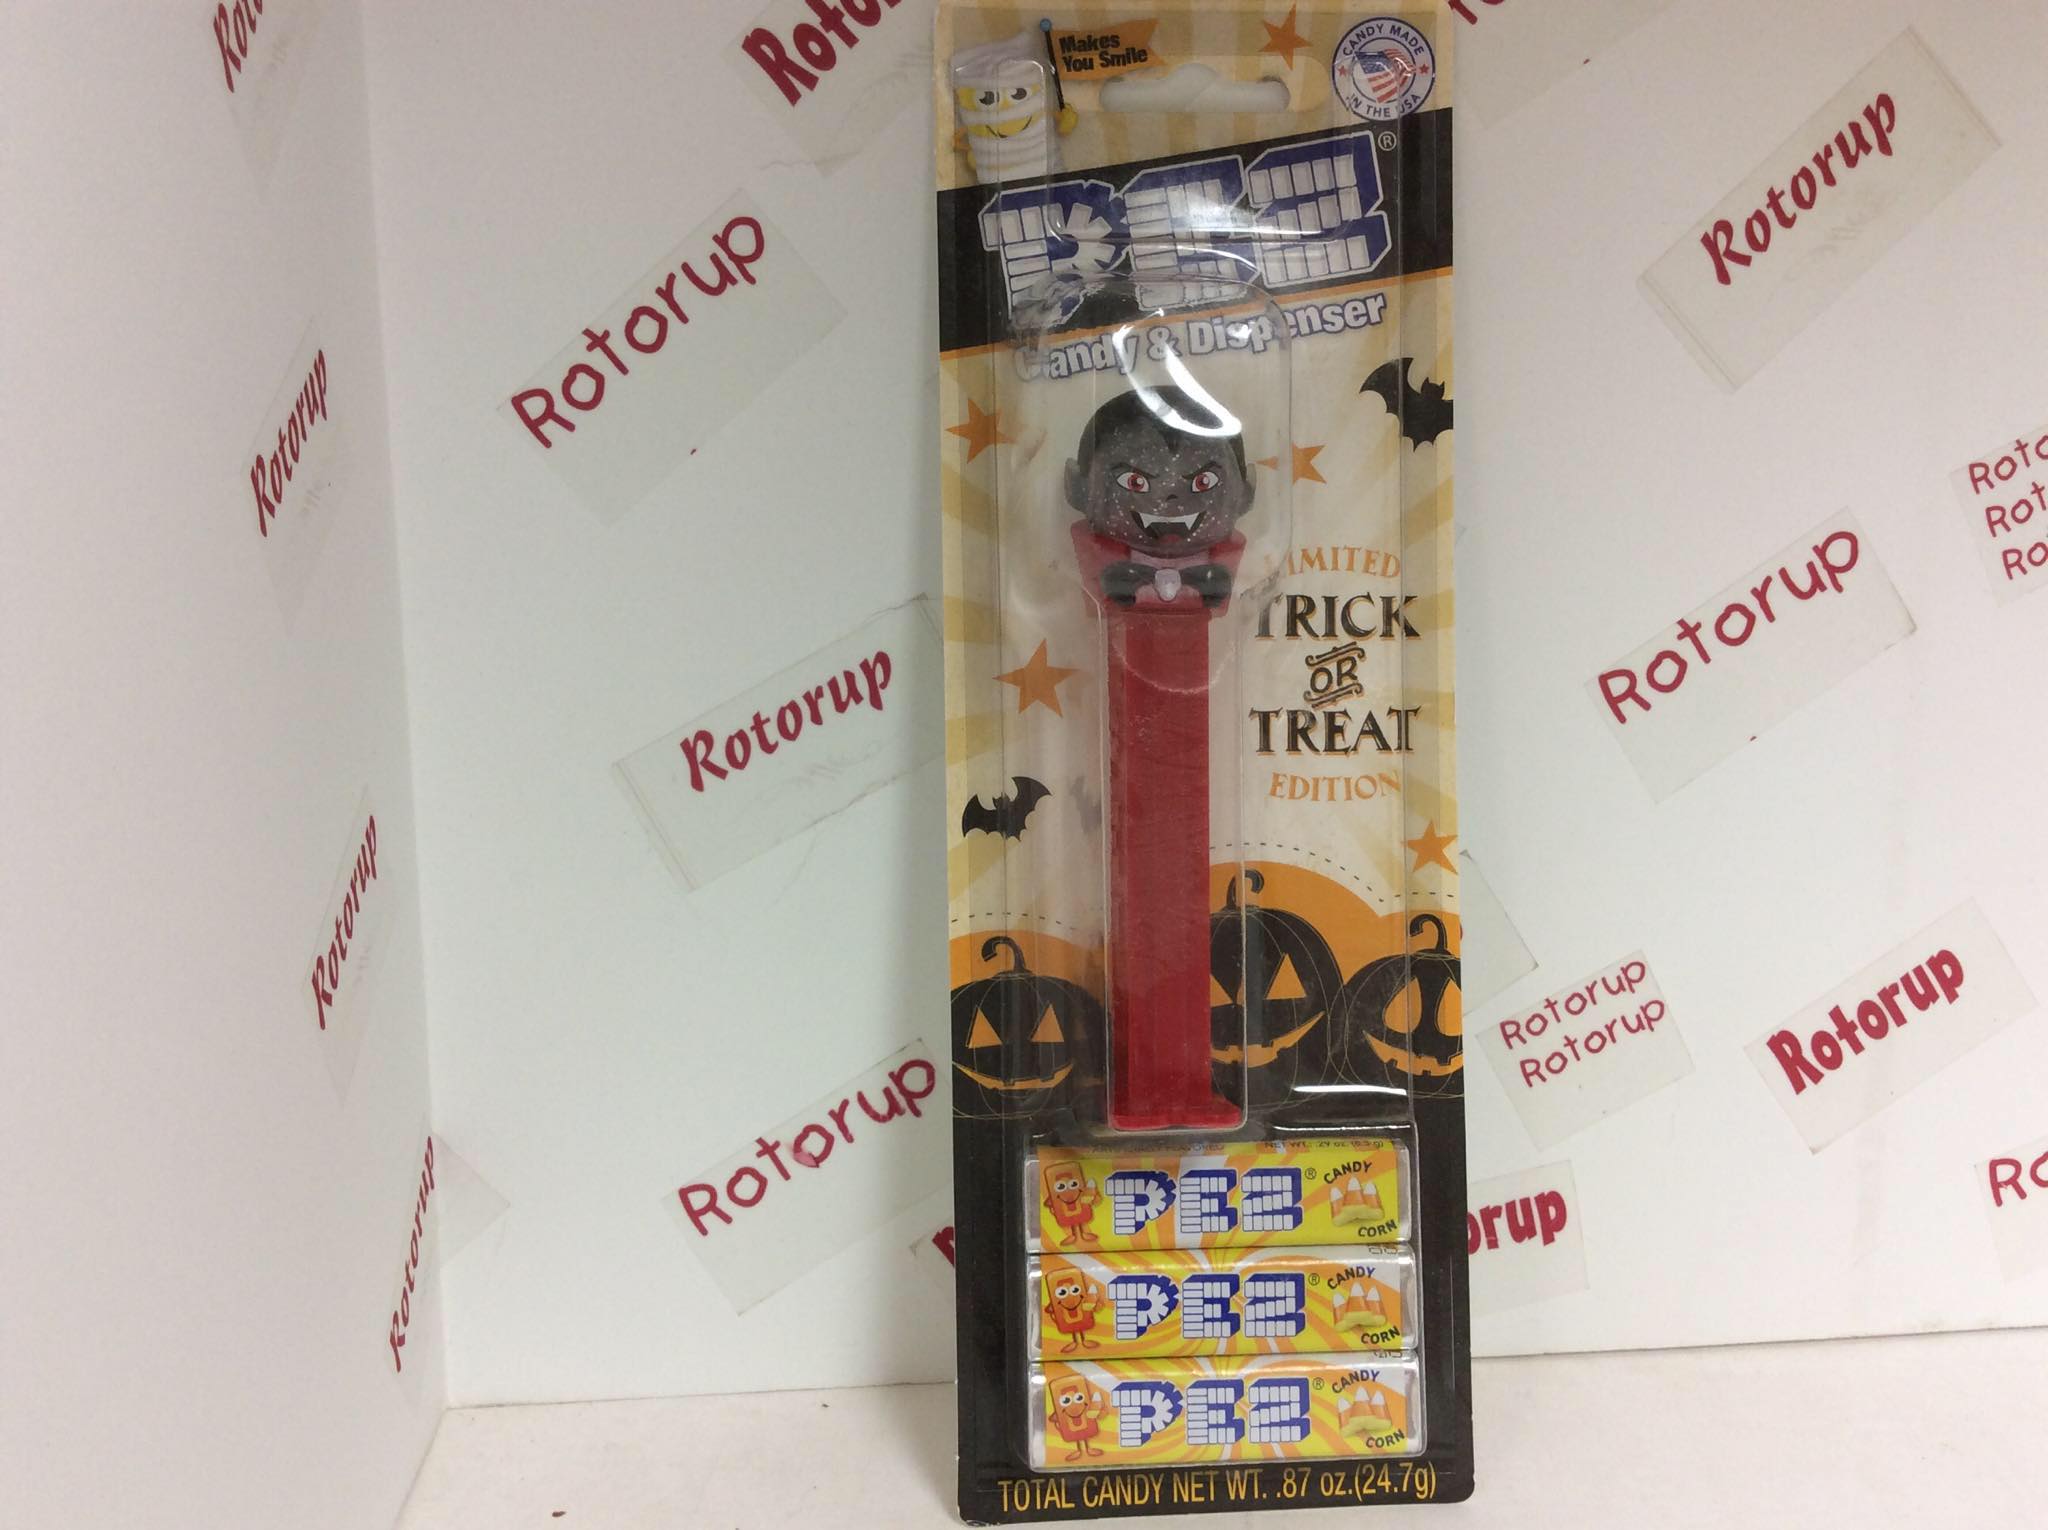 Makes
You Smile
CANDY MADE
IN THE USA
PEZ®
Candy & Dispenser
LIMITED
TRICK
OR
TREAT
EDITION
NET WT.
PEZ® CANDY
CORN
PEZ® CANDY
CORN
PEZ® CANDY
CORN
TOTAL CANDY NET WT. .87 oz.(24.7g)
Rotorup
Rotorup
Rotorup
Rotorup
Rotorup
Rotorup
Rotorup
Rotorup
Rotorup
Rotorup
Rotorup
Rotorup